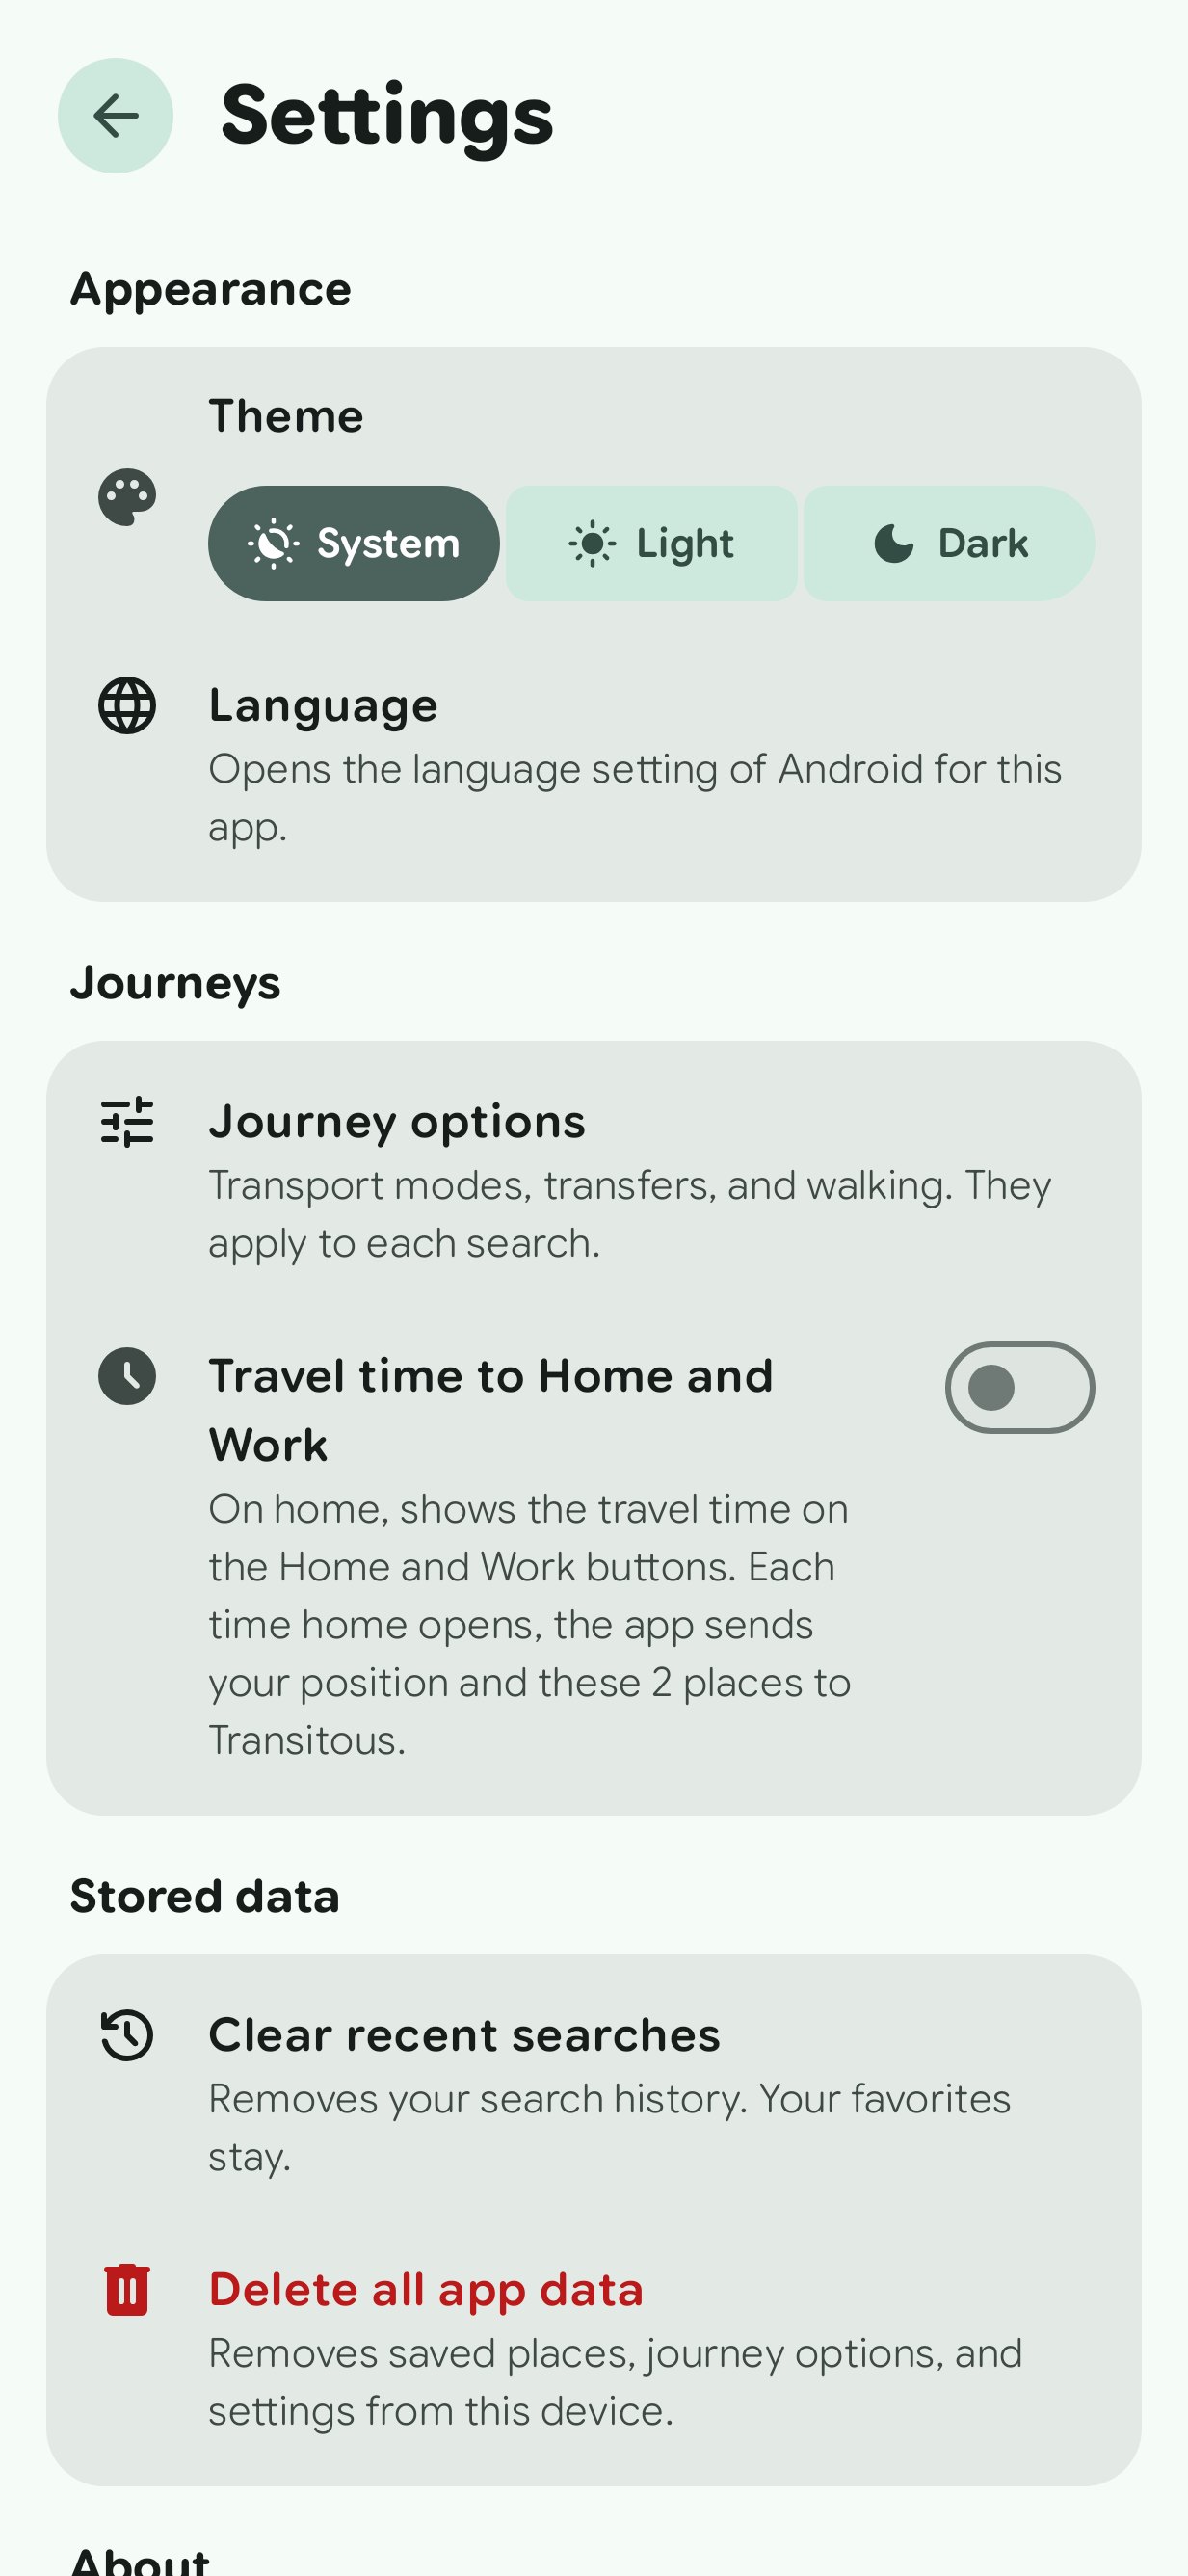 Settings
Appearance
Theme
System
Light
Dark
Language
Opens the language setting of Android for this
app.
Journeys
Journey options
Transport modes, transfers, and walking. They
apply to each search.
Travel time to Home and
Work
On home, shows the travel time on
the Home and Work buttons. Each
time home opens, the app sends
your position and these 2 places to
Transitous.
Stored data
Clear recent searches
Removes your search history. Your favorites
stay.
Delete all app data
Removes saved places, journey options, and
settings from this device.
About